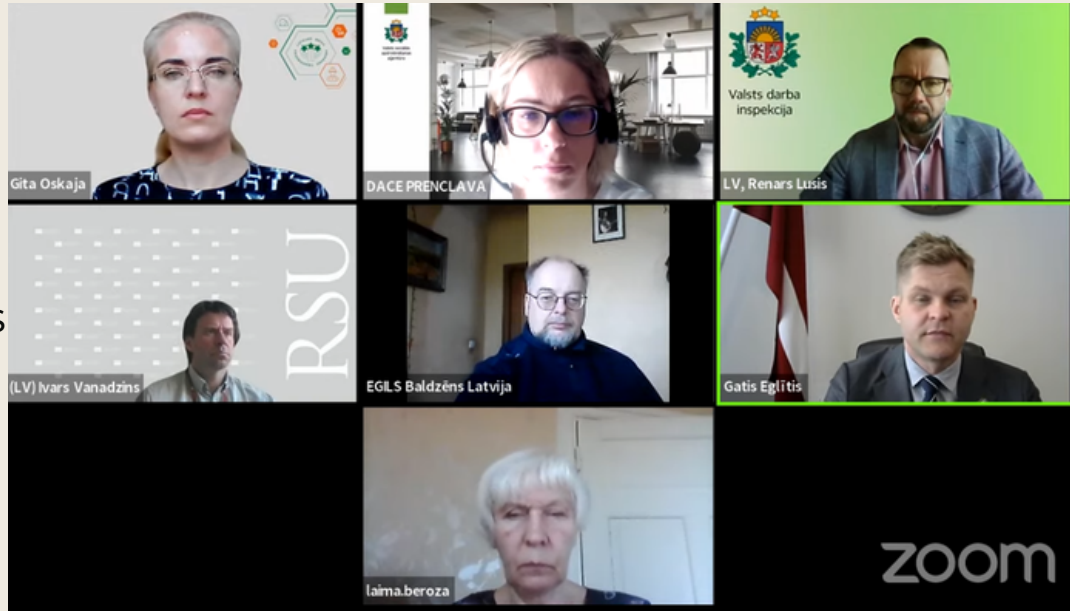 Gita Oskaja
DACE PRENCLAVA
Valsts darba
inspekcija
LV, Renars Lusis
s
RSU
(LV) Ivars Vanadzins
EGILS Baldzēns Latvija
Gatis Eglītis
laima.beroza
zoom